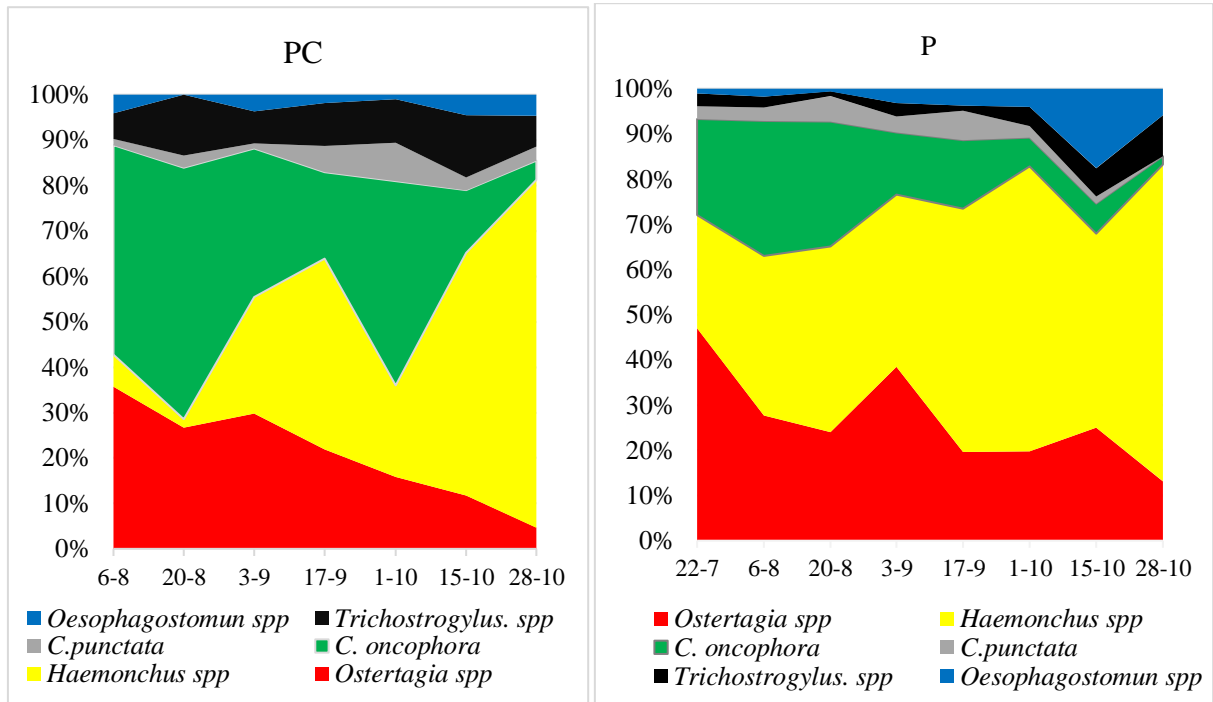 PC
100%
90%
80%
70%
60%
50%
40%
30%
20%
10%
0%
6-8 20-8 3-9 17-9 1-10 15-10 28-10
Oesophagostomun spp Trichostrogylus. spp
C.punctata C. oncophora
Haemonchus spp Ostertagia spp
P
100%
90%
80%
70%
60%
50%
40%
30%
20%
10%
0%
22-7 6-8 20-8 3-9 17-9 1-10 15-10 28-10
Ostertagia spp Haemonchus spp
C. oncophora C.punctata
Trichostrogylus. spp Oesophagostomun spp